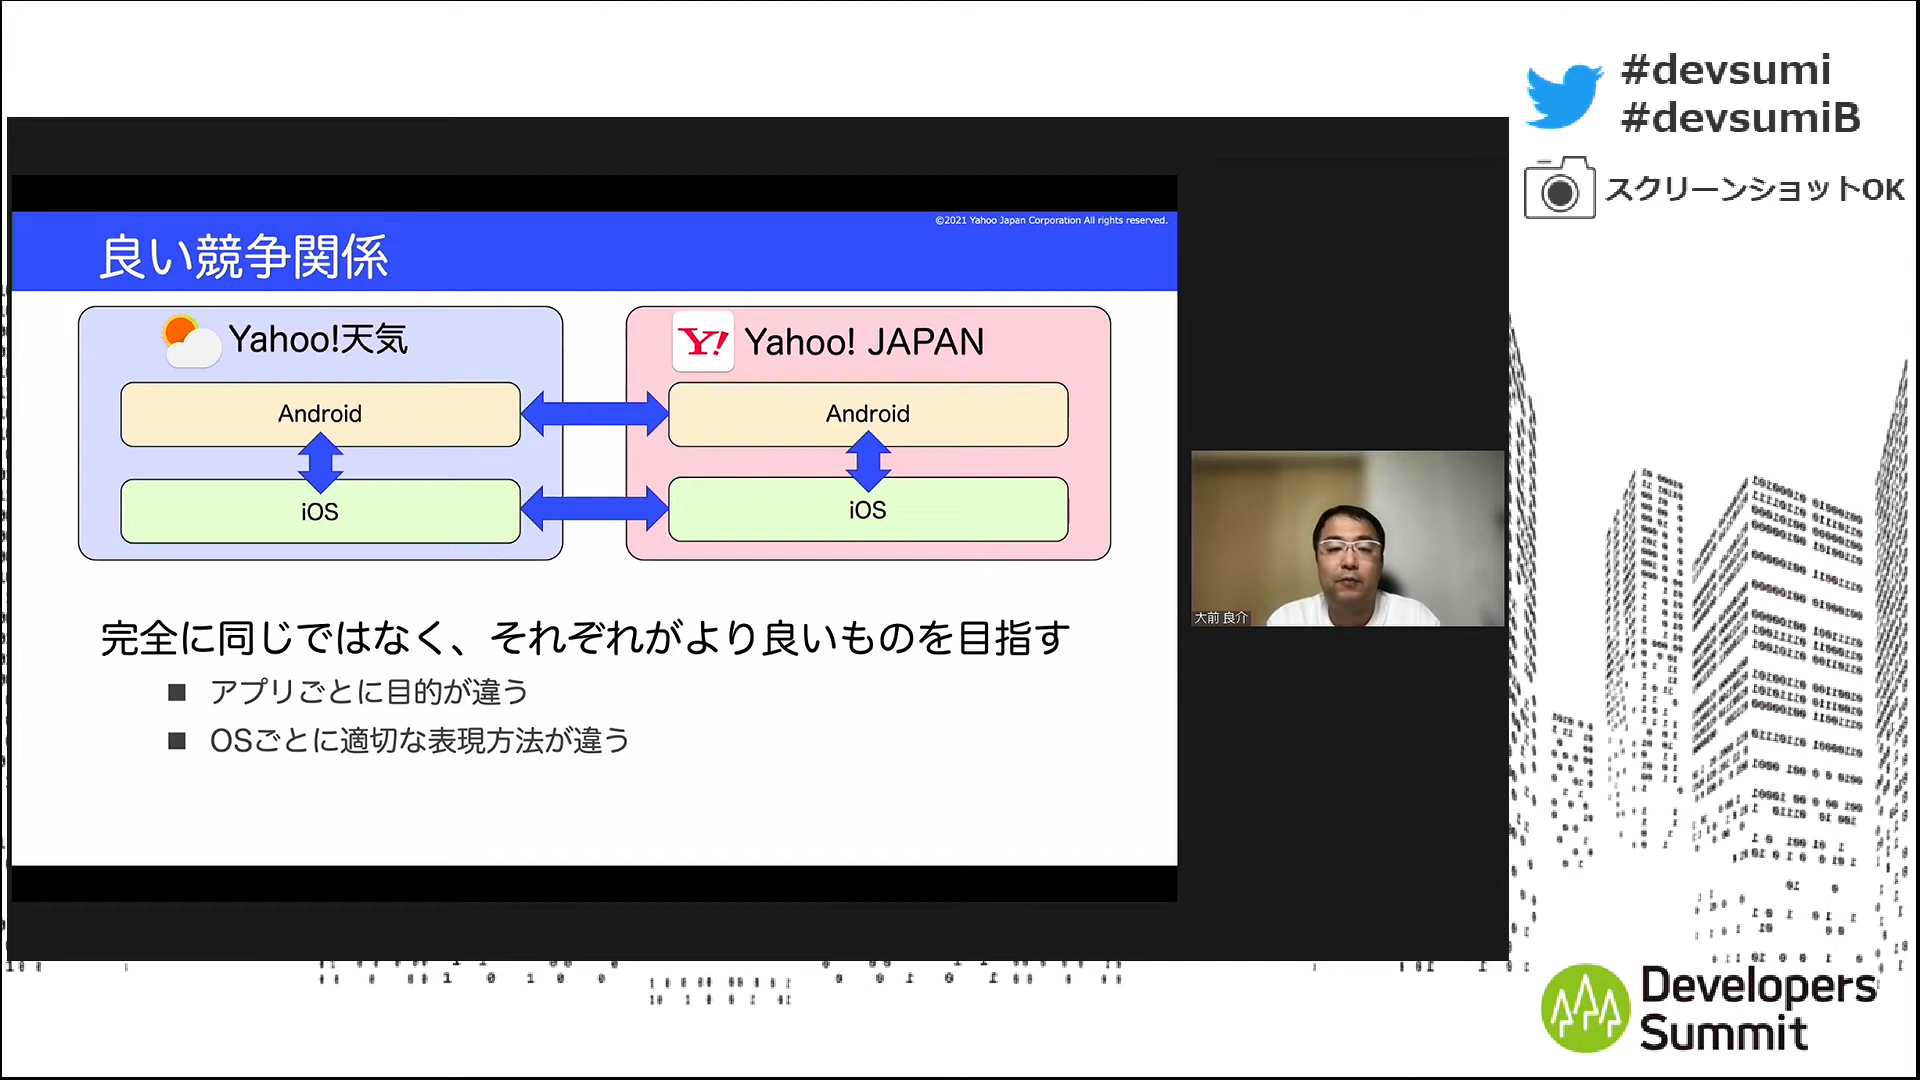 #devsumi
#devsumiB
スクリーンショットOK
©2021 Yahoo Japan Corporation All rights reserved.
良い競争関係
Yahoo!天気
Android
iOS
Y! Yahoo! JAPAN
Android
iOS
完全に同じではなく、それぞれがより良いものを目指す
■ アプリごとに目的が違う
■ OSごとに適切な表現方法が違う
大前 良介
Developers
Summit